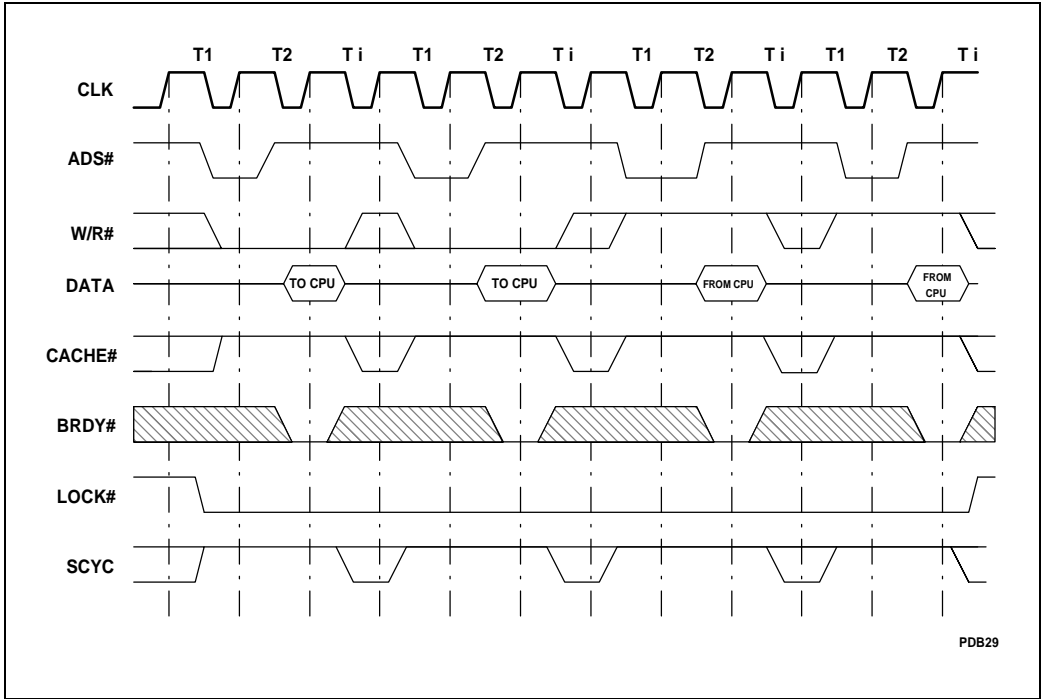 T1 T2 T i T1 T2 T i T1 T2 T i T1 T2 T i
CLK
ADS#
W/R#
DATA TO CPU TO CPU FROM CPU FROM
CPU
CACHE#
BRDY#
LOCK#
SCYC
PDB29